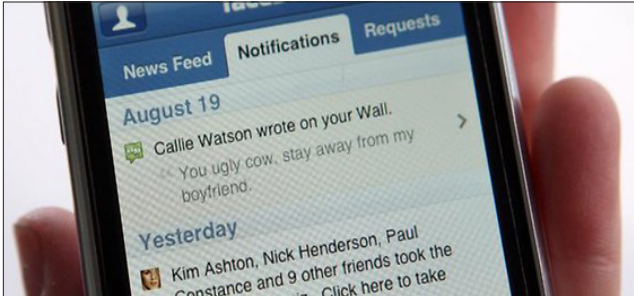 News Feed Notifications Requests
August 19
Callie Watson wrote on your Wall.
“ You ugly cow, stay away from my
boyfriend.
Yesterday
Kim Ashton, Nick Henderson, Paul
Constance and 9 other friends took the
Click here to take